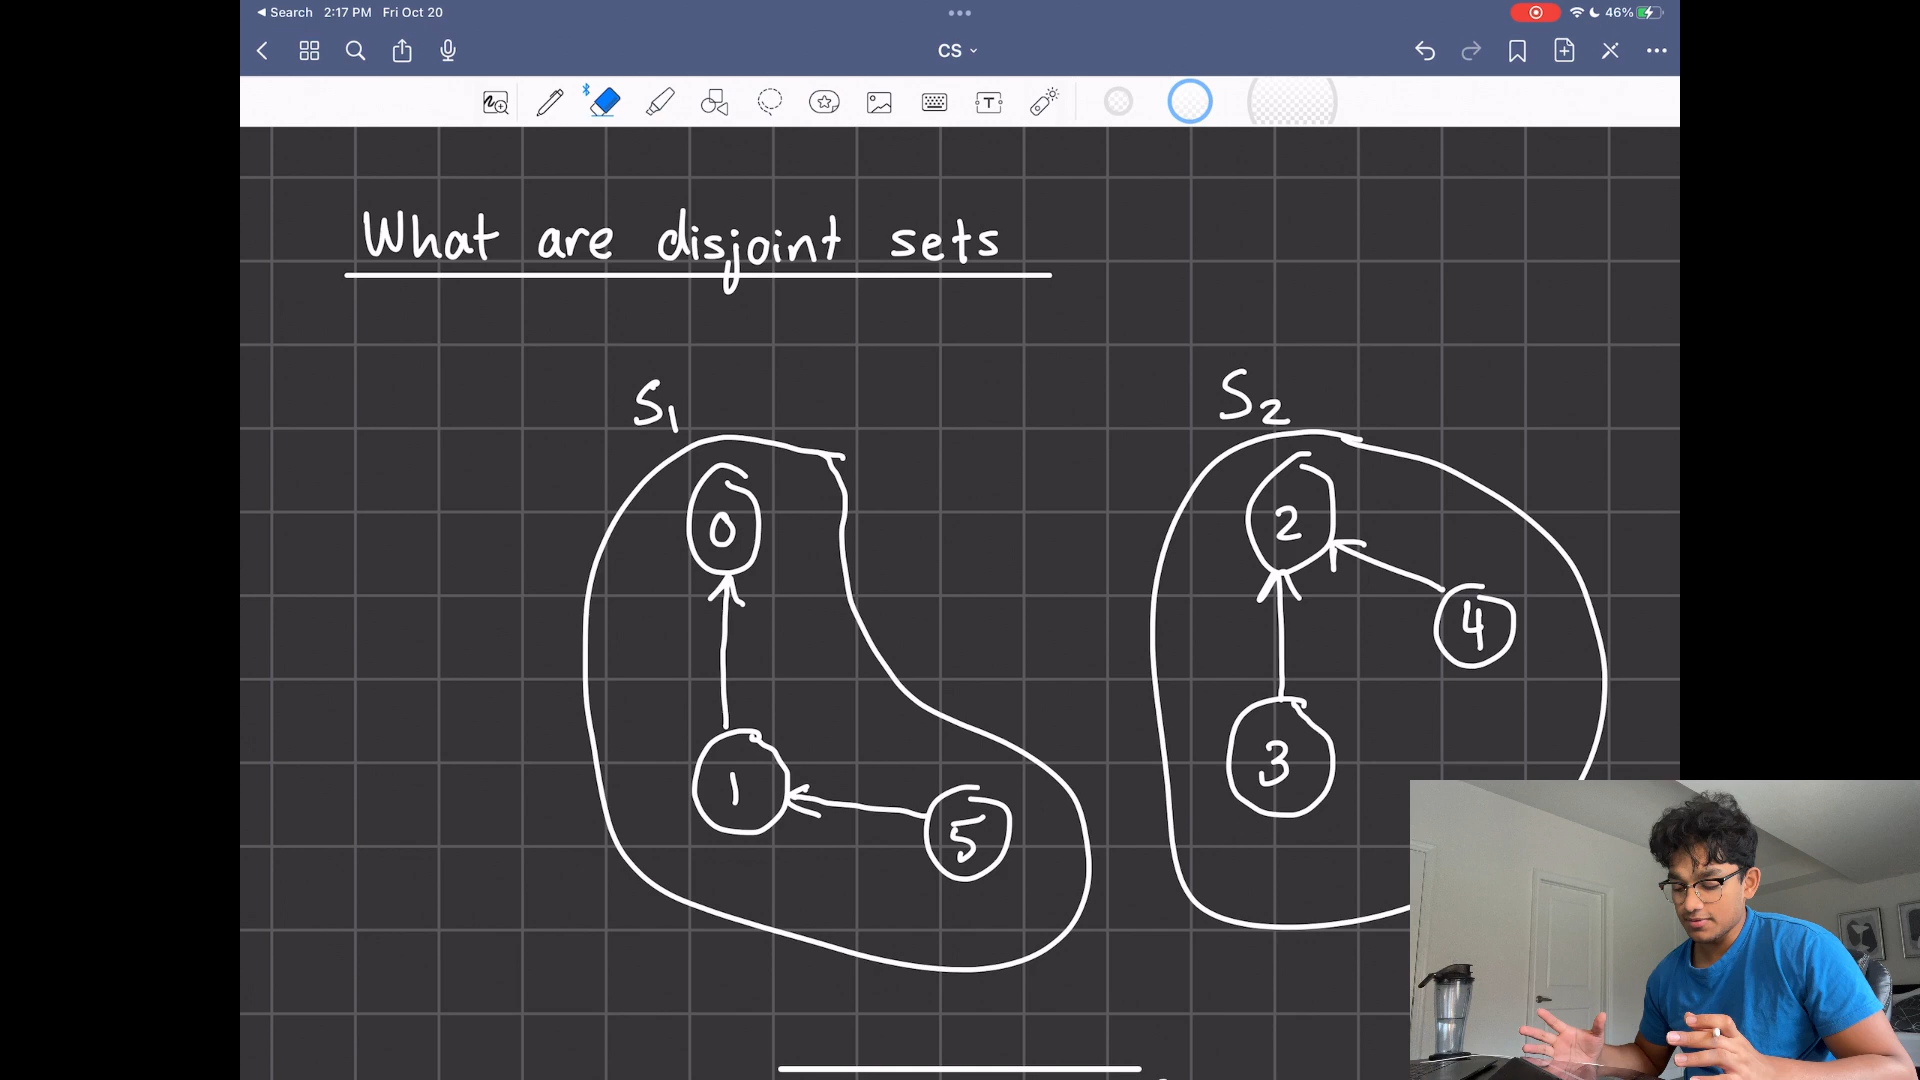 Search 2:17 PM Fri Oct 20
46%
CS
T
What are disjoint sets
S₁
S₂
0
2
4
1
3
5